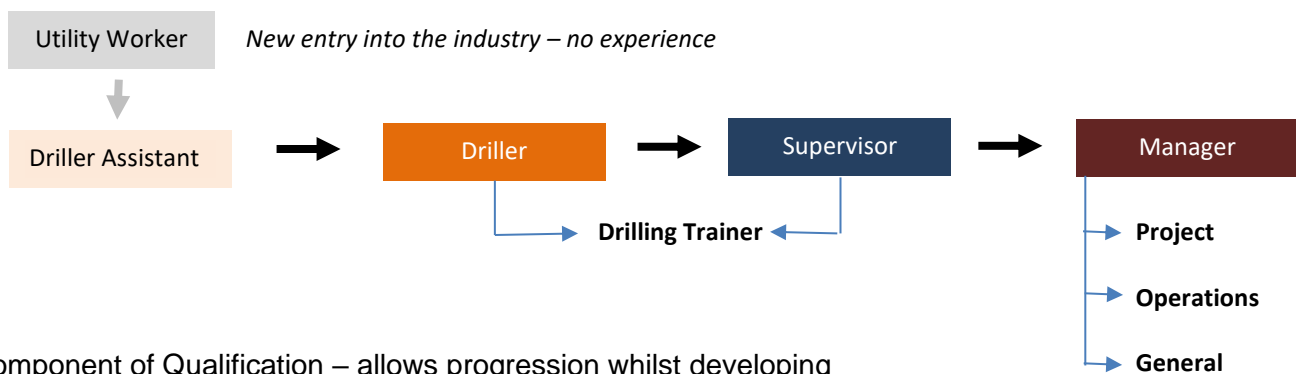 Utility Worker
New entry into the industry – no experience
Driller Assistant
Driller
Supervisor
Manager
Drilling Trainer
Project
Operations
General
of Qualification – allows progression whilst developing